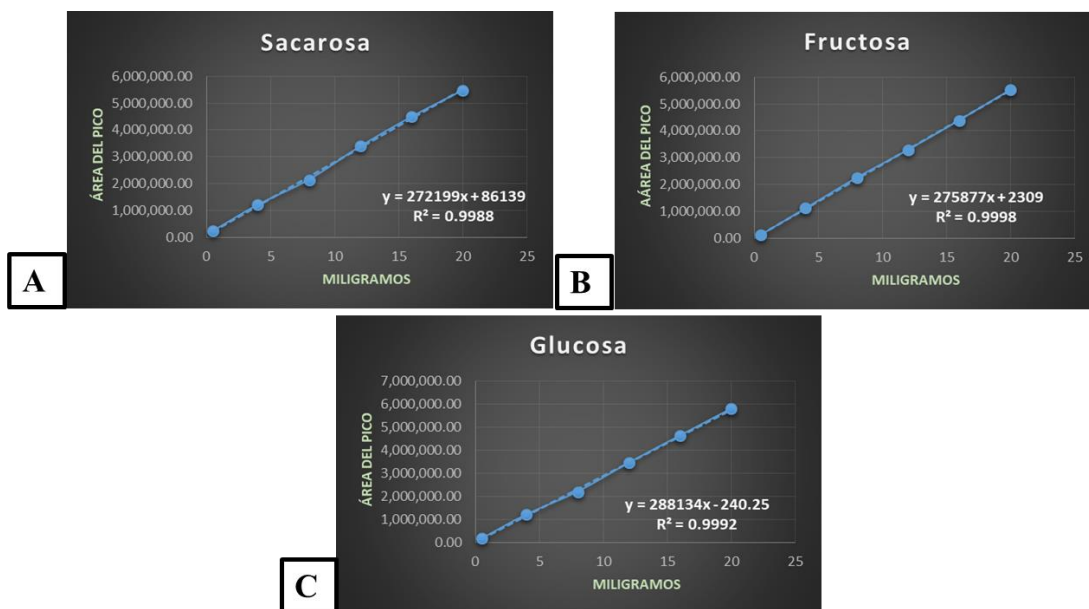 Sacarosa
6,000,000.00
5,000,000.00
4,000,000.00
3,000,000.00
2,000,000.00
1,000,000.00
0.00
ÁREA DEL PICO
y = 272199x + 86139
R² = 0.9988
0 5 10 15 20 25
MILIGRAMOS
A
Fructosa
6,000,000.00
5,000,000.00
4,000,000.00
3,000,000.00
2,000,000.00
1,000,000.00
0.00
AÁREA DEL PICO
y = 275877x + 2309
R² = 0.9998
0 5 10 15 20 25
MILIGRAMOS
B
Glucosa
7,000,000.00
6,000,000.00
5,000,000.00
4,000,000.00
3,000,000.00
2,000,000.00
1,000,000.00
0.00
ÁREA DEL PICO
y = 288134x - 240.25
R² = 0.9992
0 5 10 15 20 25
MILIGRAMOS
C